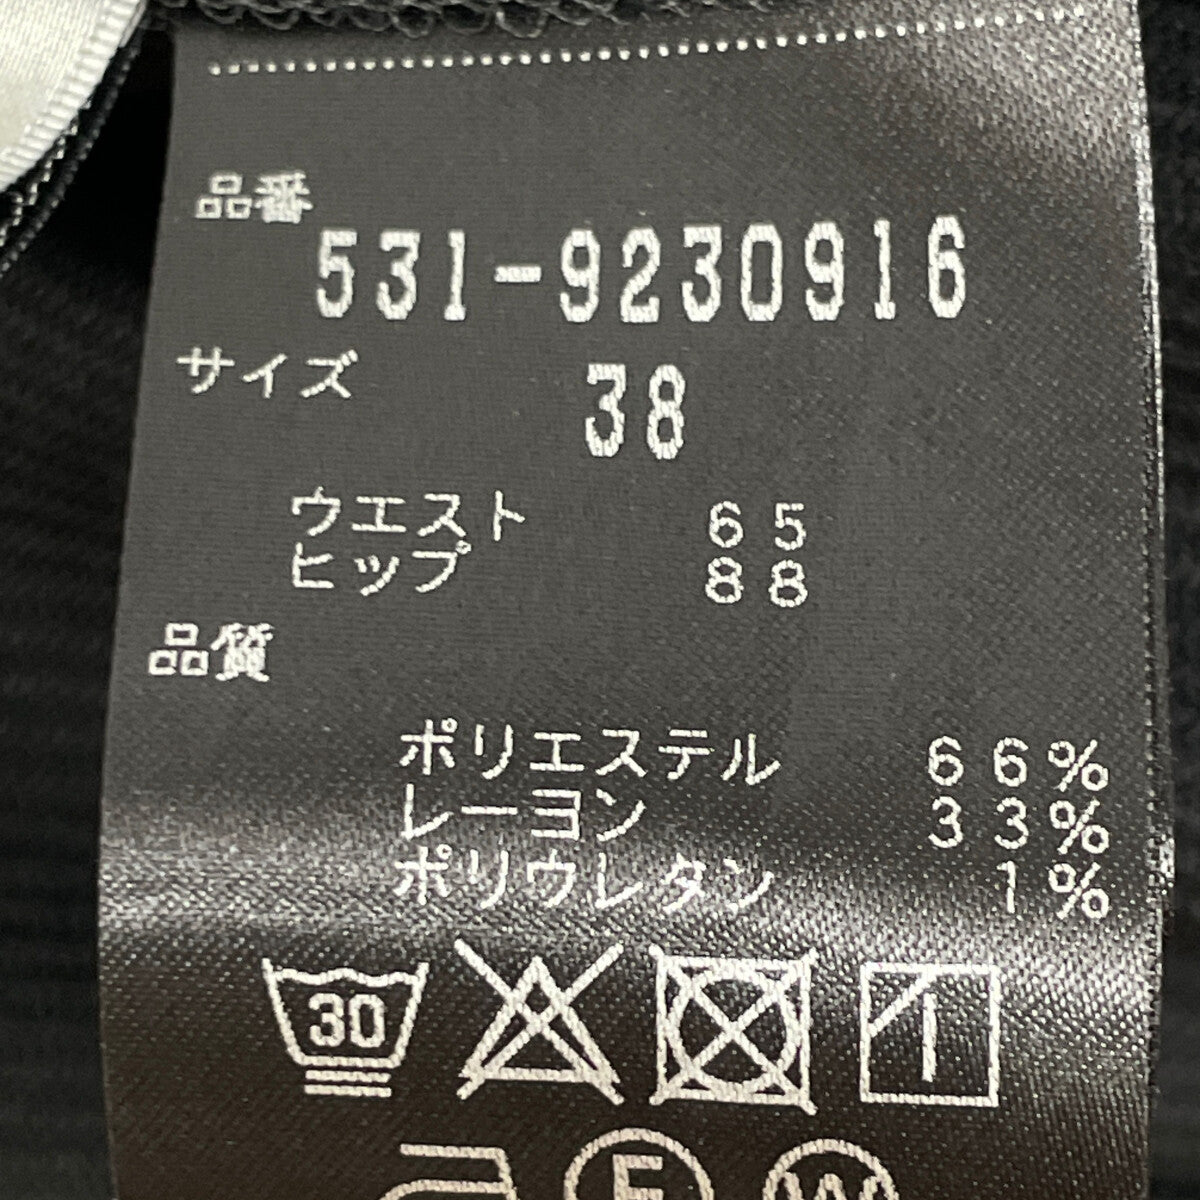 品番
531-9230916
サイズ 38
ウエスト 65
ヒップ 88
品質
ポリエステル 66%
レーヨン 33%
ポリウレタン 1%
30
F W